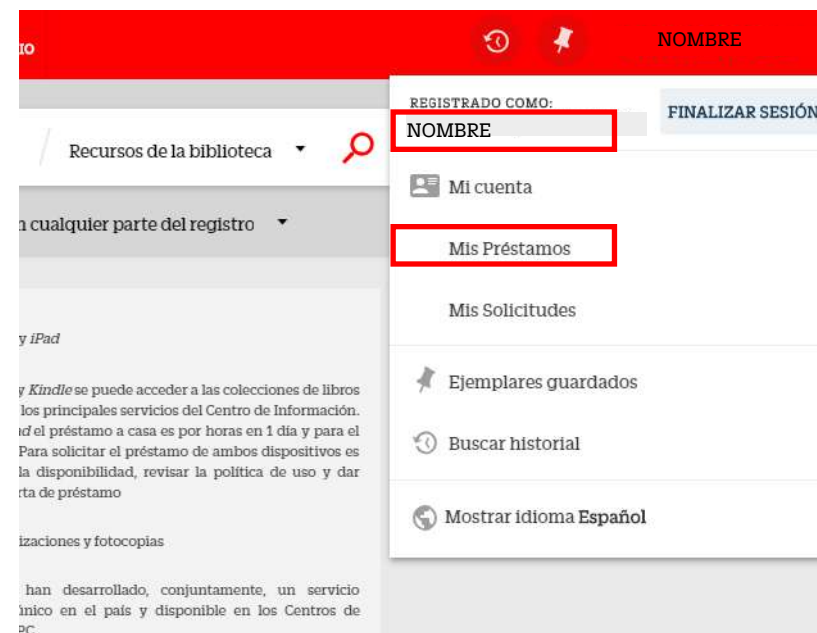 IO
NOMBRE
Recursos de la biblioteca
n cualquier parte del registro
y iPad
y Kindle se puede acceder a las colecciones de libros
los principales servicios del Centro de Información.
ad el préstamo a casa es por horas en 1 día y para el
Para solicitar el préstamo de ambos dispositivos es
la disponibilidad, revisar la política de uso y dar
rta de préstamo
izaciones y fotocopias
han desarrollado, conjuntamente, un servicio
único en el país y disponible en los Centros de
PC
REGISTRADO COMO:
NOMBRE
FINALIZAR SESIÓN
Mi cuenta
Mis Préstamos
Mis Solicitudes
Ejemplares guardados
Buscar historial
Mostrar idioma Español